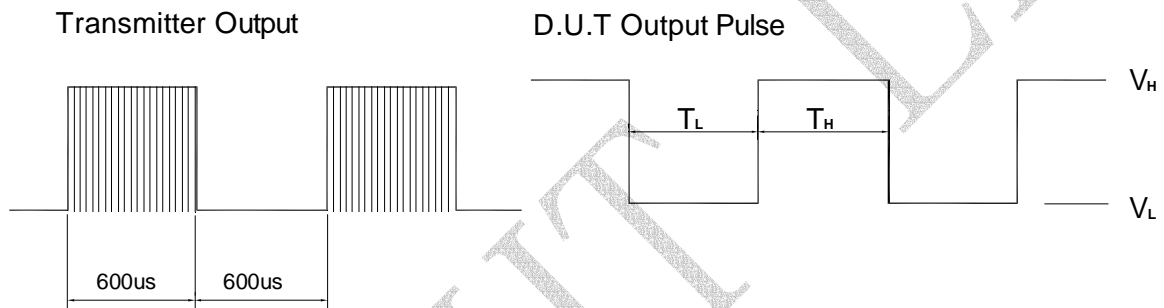 Transmitter Output
D.U.T Output Pulse
VH
TL TH
VL
600us 600us